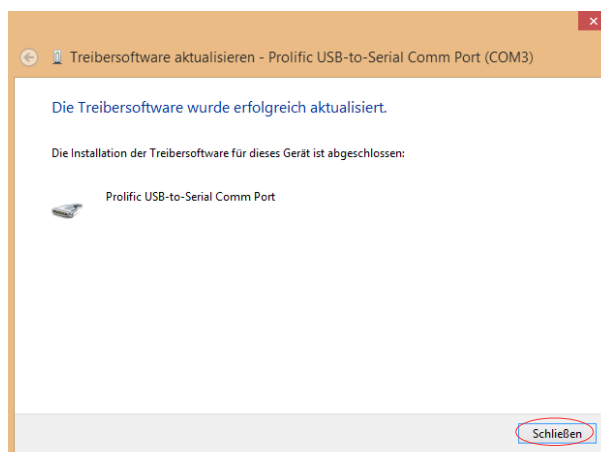 Treibersoftware aktualisieren - Prolific USB-to-Serial Comm Port (COM3)
Die Treibersoftware wurde erfolgreich aktualisiert.
Die Installation der Treibersoftware für dieses Gerät ist abgeschlossen:
Prolific USB-to-Serial Comm Port
Schließen